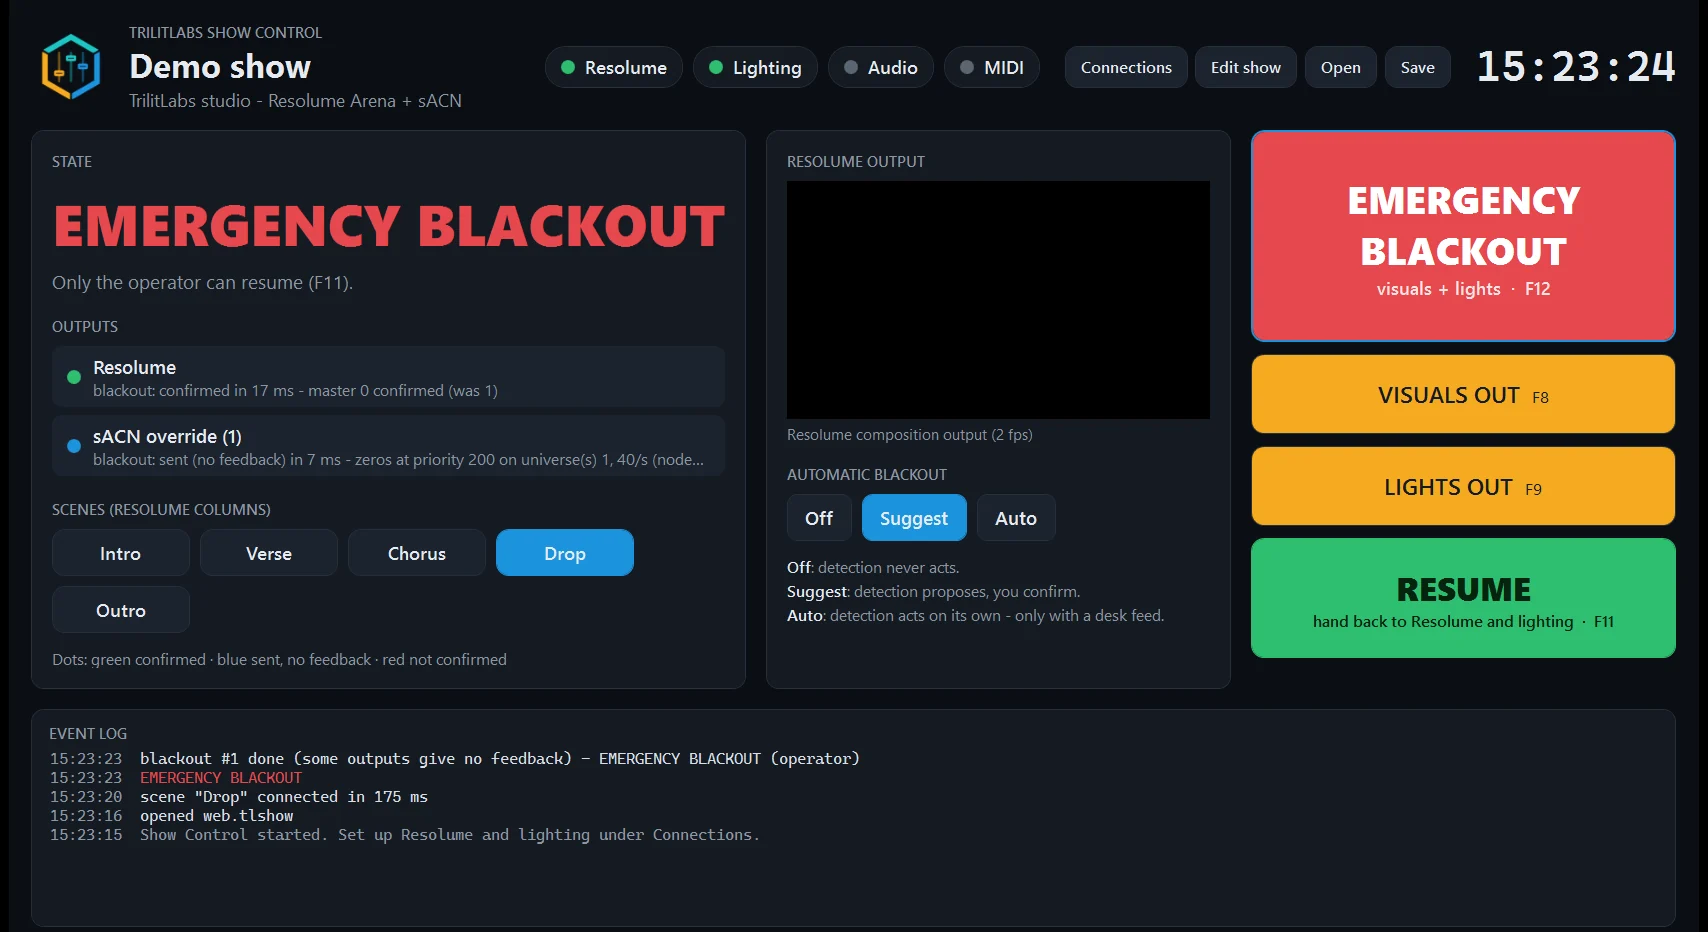 TRILITLABS SHOW CONTROL
Demo show
TrilitLabs studio - Resolume Arena + sACN
Resolume
Lighting
Audio
MIDI
Connections
Edit show
Open
Save
15:23:24
STATE
EMERGENCY BLACKOUT
Only the operator can resume (F11).
OUTPUTS
Resolume
blackout: confirmed in 17 ms - master 0 confirmed (was 1)
sACN override (1)
blackout: sent (no feedback) in 7 ms - zeros at priority 200 on universe(s) 1, 40/s (node...
SCENES (RESOLUME COLUMNS)
Intro
Verse
Chorus
Drop
Outro
Dots: green confirmed · blue sent, no feedback · red not confirmed
RESOLUME OUTPUT
Resolume composition output (2 fps)
AUTOMATIC BLACKOUT
Off
Suggest
Auto
Off: detection never acts.
Suggest: detection proposes, you confirm.
Auto: detection acts on its own - only with a desk feed.
EMERGENCY
BLACKOUT
visuals + lights · F12
VISUALS OUT F8
LIGHTS OUT F9
RESUME
hand back to Resolume and lighting · F11
EVENT LOG
15:23:23 blackout #1 done (some outputs give no feedback) - EMERGENCY BLACKOUT (operator)
15:23:23 EMERGENCY BLACKOUT
15:23:20 scene "Drop" connected in 175 ms
15:23:16 opened web.tlshow
15:23:15 Show Control started. Set up Resolume and lighting under Connections.